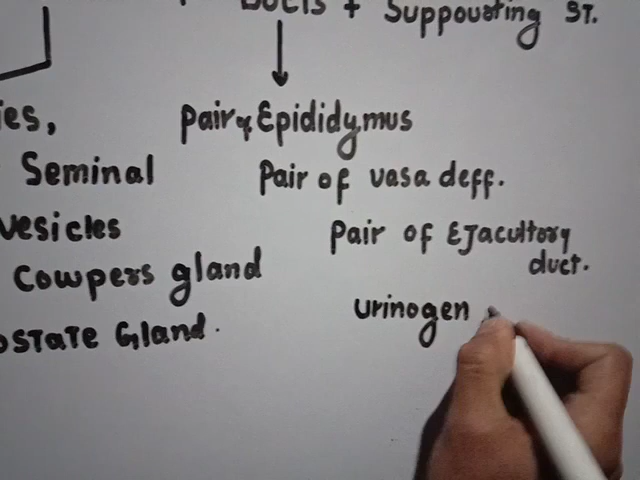 Ducts + Suppouating ST.
ies,
pair of Epididymus
Seminal
Pair of vasa deff.
vesicles
Pair of EJacultory
duct.
Cowpers gland
urinogen
ostate Gland.